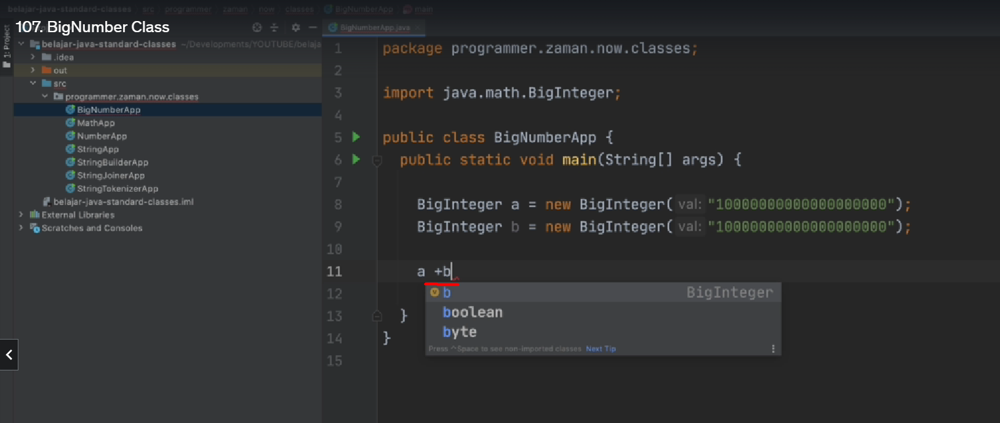 belajar-java-standard-classes src programmer zaman now classes BigNumberApp main
107. BigNumber Class
1: Project
belajar-java-standard-classes ~/Developments/YOUTUBE/belaja
.idea
out
src
programmer.zaman.now.classes
BigNumberApp
MathApp
NumberApp
StringApp
StringBuilderApp
StringJoinerApp
StringTokenizerApp
belajar-java-standard-classes.iml
External Libraries
Scratches and Consoles
BigNumberApp.java
1 package programmer.zaman.now.classes;
2
3 import java.math.BigInteger;
4
5 public class BigNumberApp {
6 public static void main(String[] args) {
7
8 BigInteger a = new BigInteger( val: "10000000000000000000");
9 BigInteger b = new BigInteger( val: "10000000000000000000");
10
11 a +b
12
13 }
14 }
15
b BigInteger
boolean
byte
Press ^Space to see non-imported classes Next Tip